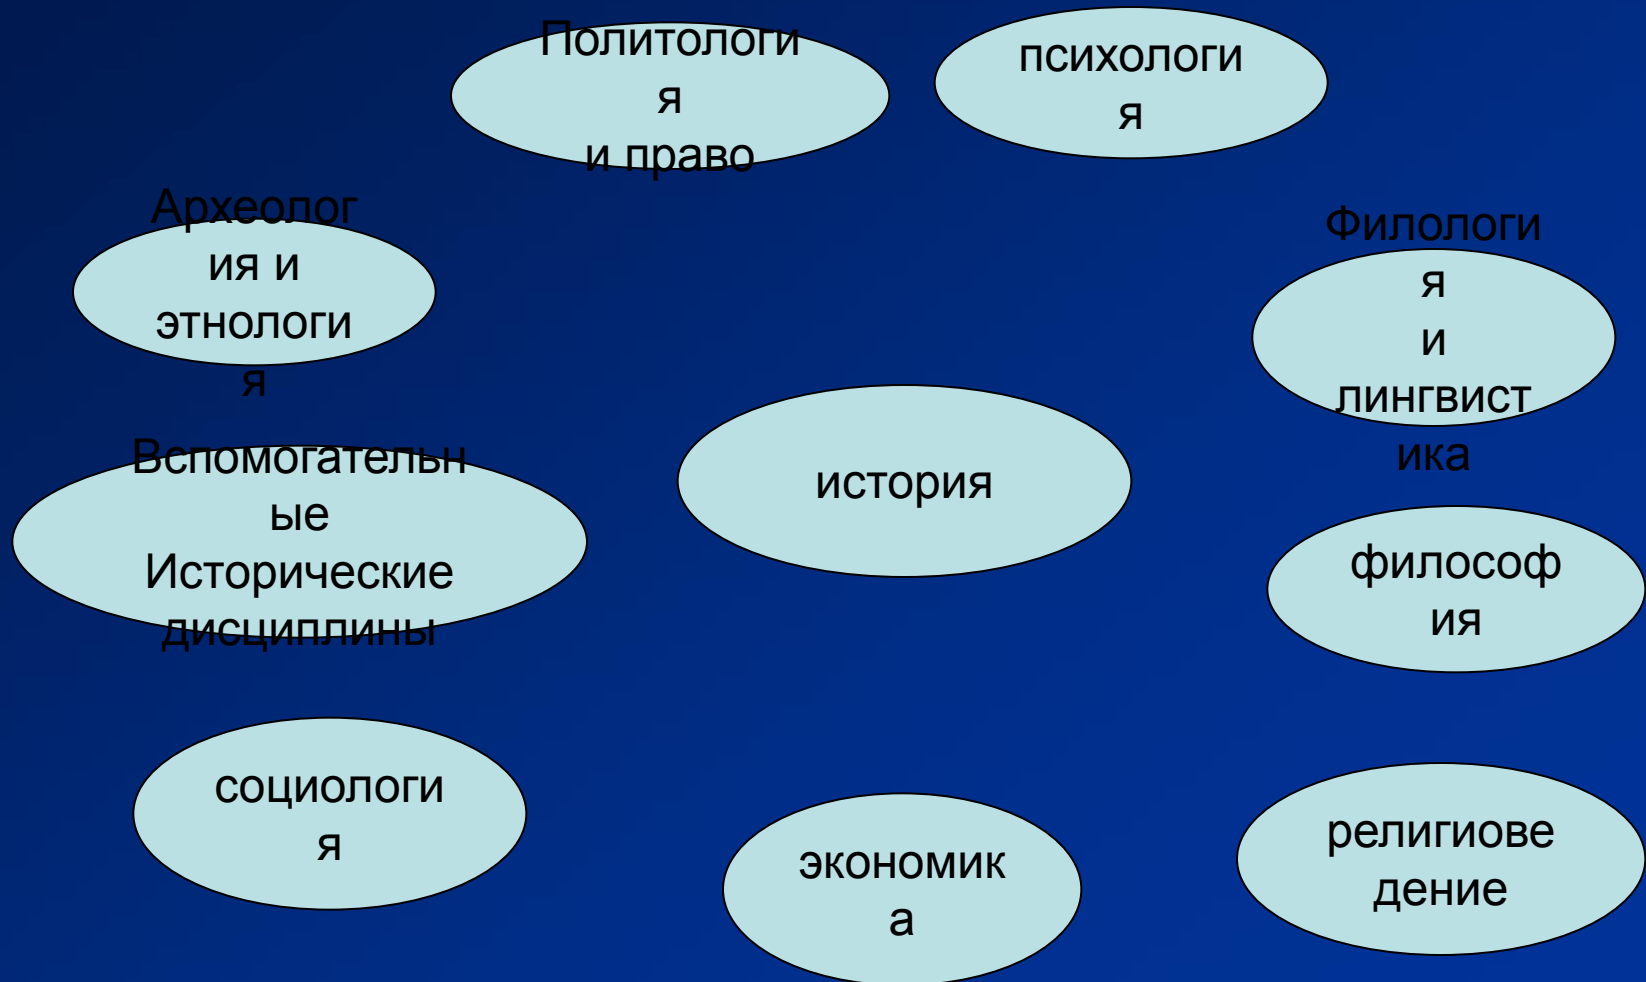 Политологи
я
и право
психологи
я
Археолог
ия и
этнологи
я
Филологи
я
и
лингвист
ика
Вспомогательн
ые
Исторические
дисциплины
история
философ
ия
социологи
я
экономик
а
религиове
дение